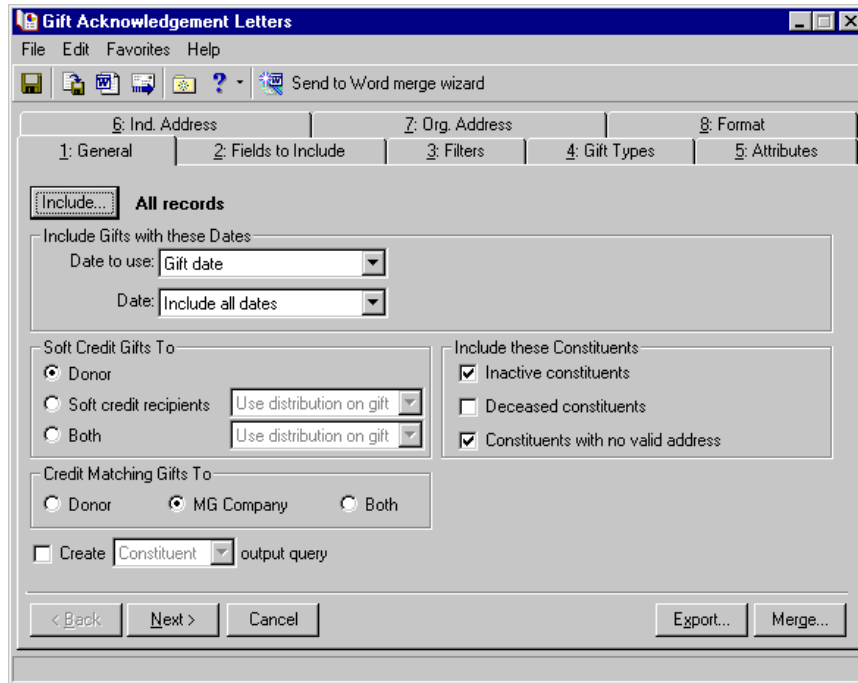 Gift Acknowledgement Letters
File Edit Favorites Help
Send to Word merge wizard
6: Ind. Address 7: Org. Address 8: Format
1: General 2: Fields to Include 3: Filters 4: Gift Types 5: Attributes
Include... All records
Include Gifts with these Dates
Date to use: Gift date
Date: Include all dates
Soft Credit Gifts To
Donor
Soft credit recipients Use distribution on gift
Both Use distribution on gift
Include these Constituents
Inactive constituents
Deceased constituents
Constituents with no valid address
Credit Matching Gifts To
Donor MG Company Both
Create Constituent output query
< Back Next > Cancel Export... Merge...